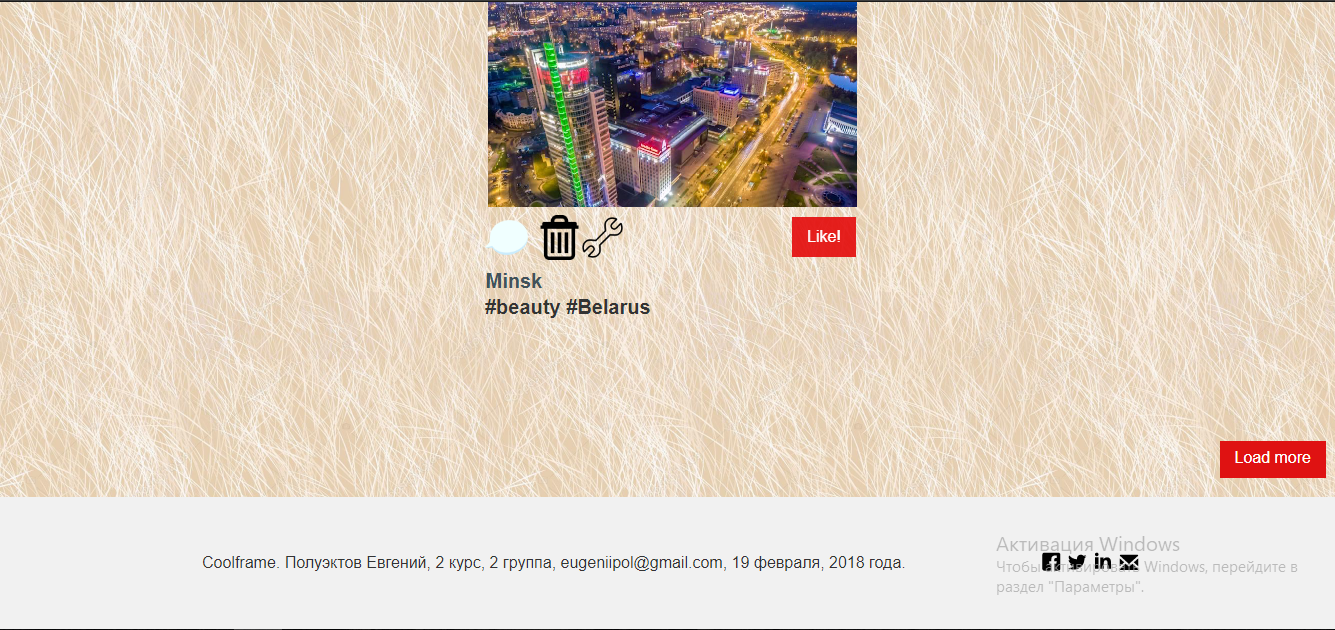 Like!
Minsk
#beauty #Belarus
Load more
Coolframe. Полуэктов Евгений, 2 курс, 2 группа, eugeniipol@gmail.com, 19 февраля, 2018 года.
Активация Windows
Чтобы активировать Windows, перейдите в
раздел "Параметры".